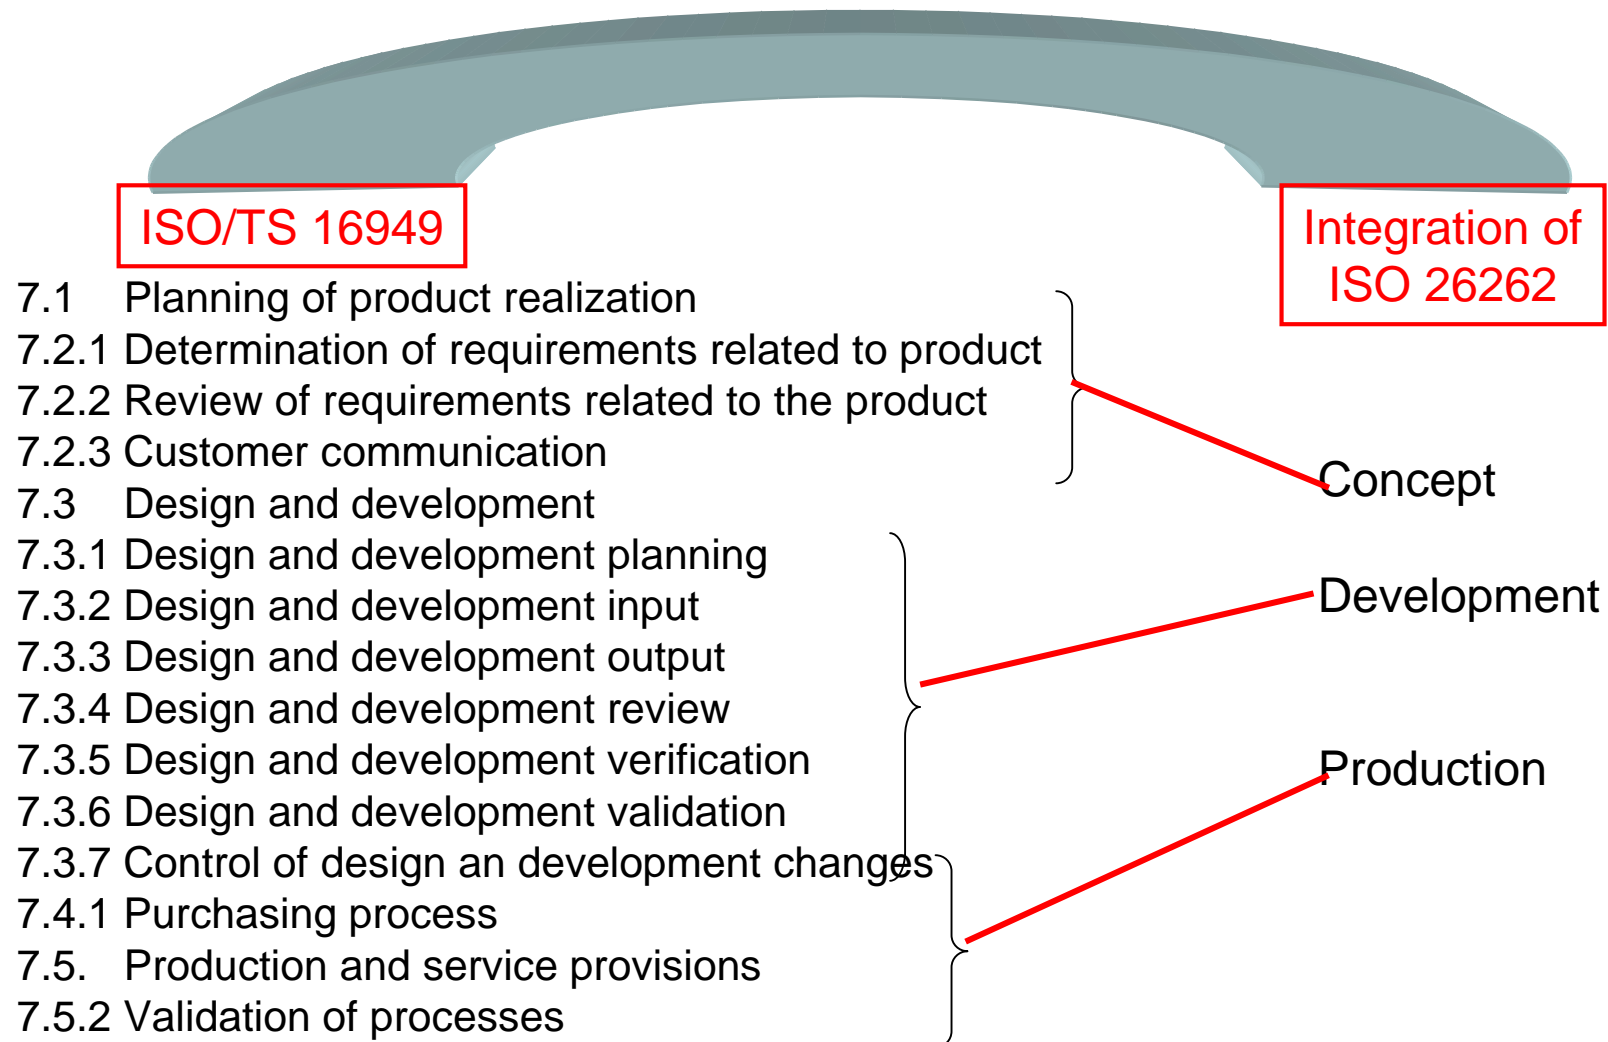 ISO/TS 16949
Integration of
ISO 26262
7.1 Planning of product realization
7.2.1 Determination of requirements related to product
7.2.2 Review of requirements related to the product
7.2.3 Customer communication
7.3 Design and development
7.3.1 Design and development planning
7.3.2 Design and development input
7.3.3 Design and development output
7.3.4 Design and development review
7.3.5 Design and development verification
7.3.6 Design and development validation
7.3.7 Control of design an development changes
7.4.1 Purchasing process
7.5. Production and service provisions
7.5.2 Validation of processes
Concept
Development
Production